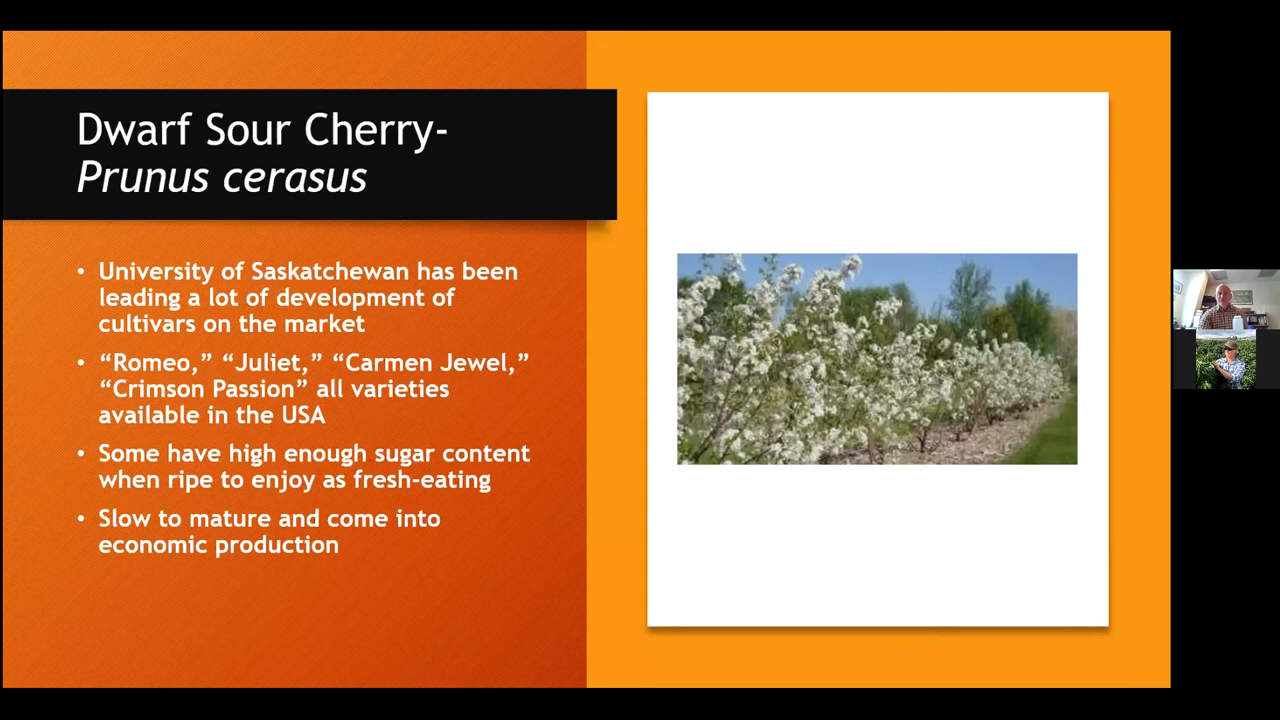 Dwarf Sour Cherry-
Prunus cerasus
• University of Saskatchewan has been
leading a lot of development of
cultivars on the market
• “Romeo,” “Juliet,” “Carmen Jewel,”
“Crimson Passion” all varieties
available in the USA
• Some have high enough sugar content
when ripe to enjoy as fresh-eating
• Slow to mature and come into
economic production